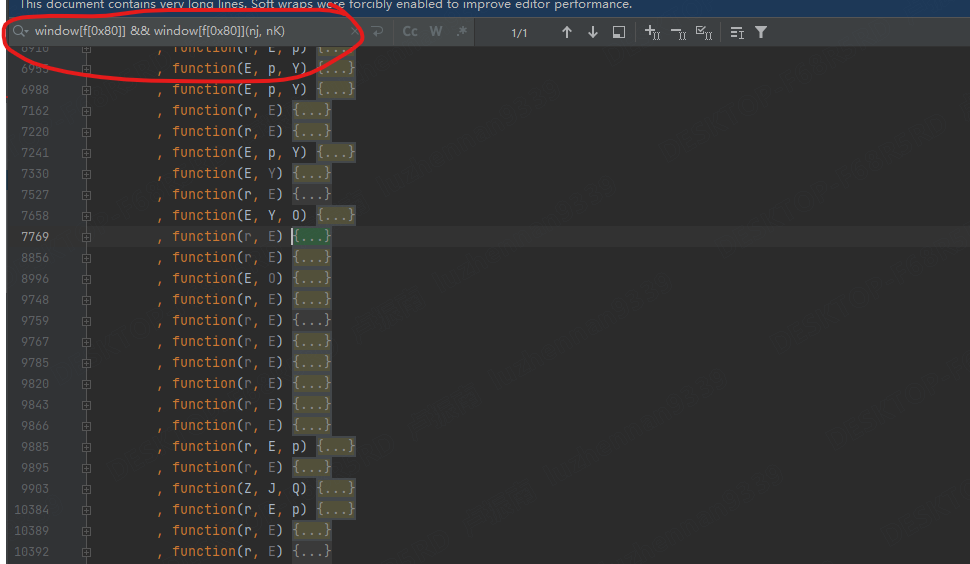 This document contains very long lines. Soft wraps were forcibly enabled to improve editor performance.
window[f[0x80]] && window[f[0x80]](nj, nK) × Cc W .* 1/1
6916 , function(r, E, p) {...}
6955 , function(E, p, Y) {...}
6988 , function(E, p, Y) {...}
7162 , function(r, E) {...}
7220 , function(r, E) {...}
7241 , function(E, p, Y) {...}
7330 , function(E, Y) {...}
7527 , function(r, E) {...}
7658 , function(E, Y, O) {...}
7769 , function(r, E) {...}
8856 , function(r, E) {...}
8996 , function(E, O) {...}
9748 , function(r, E) {...}
9759 , function(r, E) {...}
9767 , function(r, E) {...}
9785 , function(r, E) {...}
9820 , function(r, E) {...}
9843 , function(r, E) {...}
9866 , function(r, E) {...}
9885 , function(r, E, p) {...}
9895 , function(r, E) {...}
9903 , function(Z, J, Q) {...}
10384 , function(r, E, p) {...}
10389 , function(r, E) {...}
10392 , function(r, E) {...}